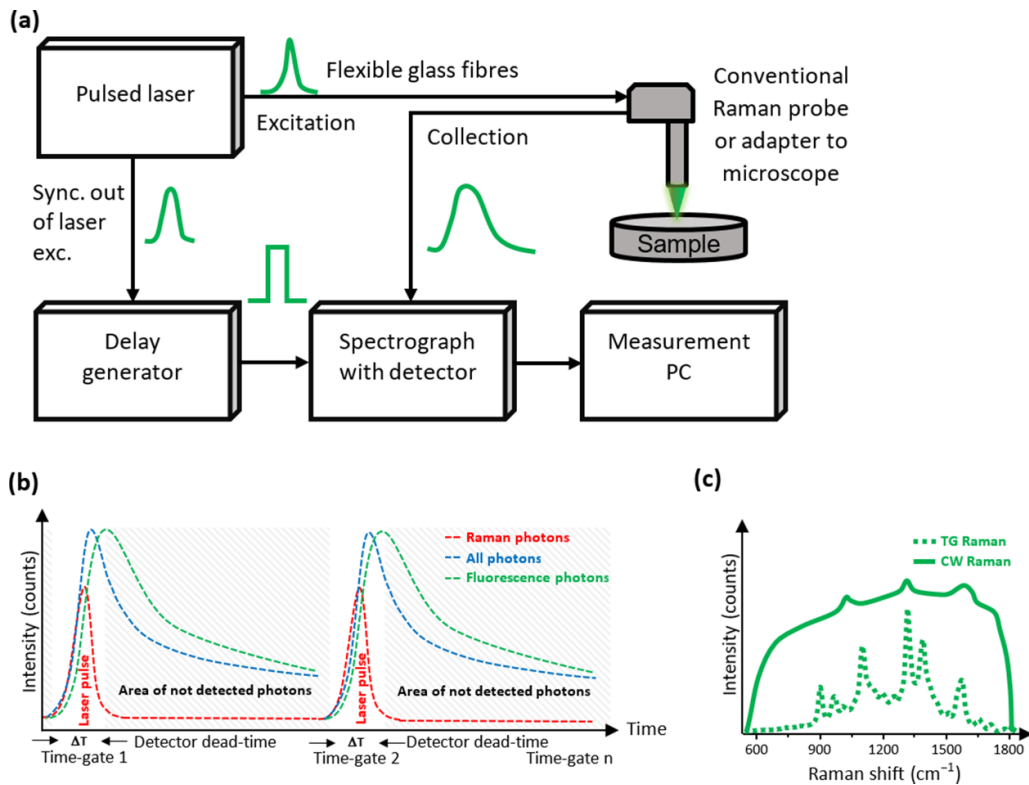 (a)
Pulsed laser
Flexible glass fibres
Excitation
Collection
Conventional
Raman probe
or adapter to
microscope
Sync. out
of laser
exc.
Sample
Delay
generator
Spectrograph
with detector
Measurement
PC
(b)
Intensity (counts)
Raman photons
All photons
Fluorescence photons
Laser pulse
Area of not detected photons
Laser pulse
Area of not detected photons
Time
ΔT
Detector dead-time
ΔT
Detector dead-time
Time-gate 1
Time-gate 2
Time-gate n
(c)
TG Raman
CW Raman
Intensity (counts)
600 900 1200 1500 1800
Raman shift (cm⁻¹)